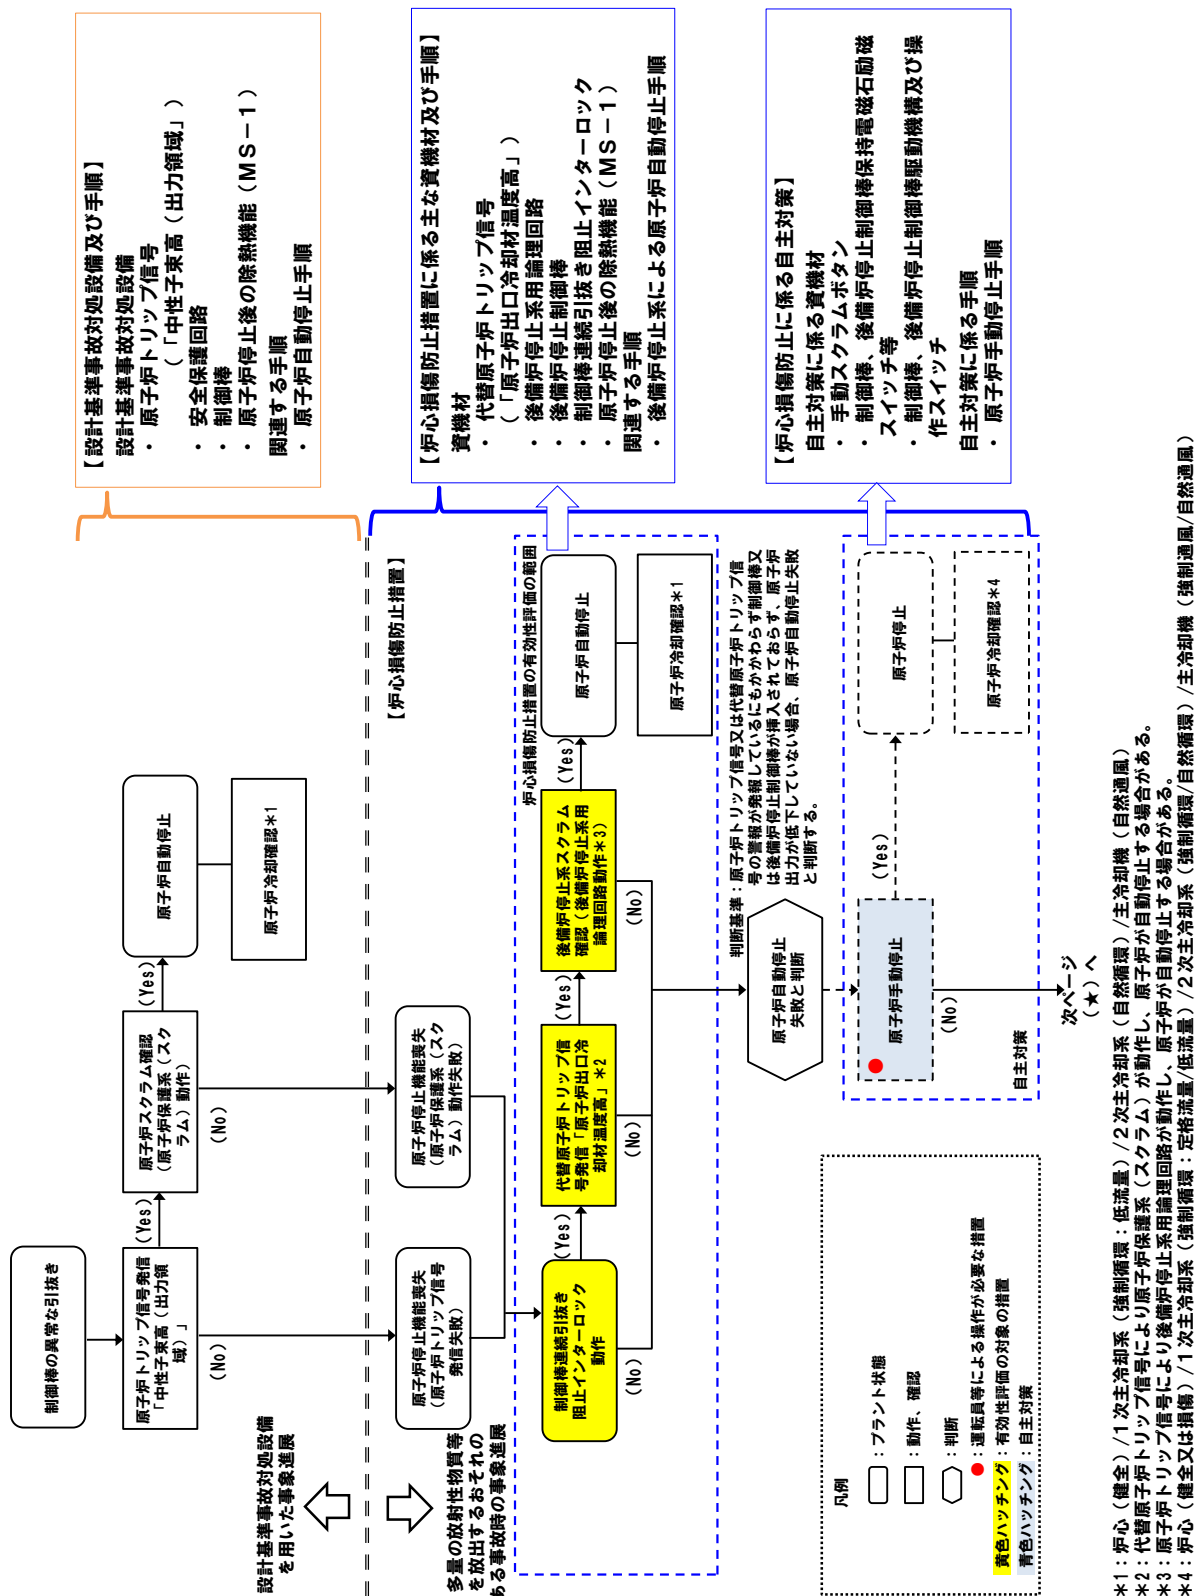 制御棒の異常な引抜き
原子炉トリップ信号発信
「中性子束高（出力領
域）」
（Yes）
（No）
原子炉スクラム確認
（原子炉保護系（スク
ラム）動作）
（Yes）
（No）
原子炉自動停止
原子炉冷却確認＊1
設計基準事故対処設備
を用いた事象進展
多量の放射性物質等
を放出するおそれの
ある事故時の事象進展
【炉心損傷防止措置】
原子炉停止機能喪失
（原子炉トリップ信号
発信失敗）
原子炉停止機能喪失
（原子炉保護系（スク
ラム）動作失敗）
炉心損傷防止措置の有効性評価の範囲
制御棒連続引抜き
阻止インターロック
動作
（Yes）
（No）
代替原子炉トリップ信
号発信「原子炉出口冷
却材温度高」＊2
（Yes）
（No）
後備炉停止系スクラム
確認（後備炉停止系用
論理回路動作＊3）
（Yes）
（No）
原子炉自動停止
原子炉冷却確認＊1
原子炉自動停止
失敗と判断
判断基準：原子炉トリップ信号又は代替原子炉トリップ信
号の警報が発報しているにもかかわらず制御棒又
は後備炉停止制御棒が挿入されておらず、原子炉
出力が低下していない場合、原子炉自動停止失敗
と判断する。
原子炉手動停止
（Yes）
（No）
原子炉停止
原子炉冷却確認＊4
自主対策
次ページ
（★）へ
【設計基準事故対処設備及び手順】
設計基準事故対処設備
・ 原子炉トリップ信号
（「中性子束高（出力領域）」）
・ 安全保護回路
・ 制御棒
・ 原子炉停止後の除熱機能（ＭＳ－１）
関連する手順
・ 原子炉自動停止手順
【炉心損傷防止措置に係る主な資機材及び手順】
資機材
・ 代替原子炉トリップ信号
（「原子炉出口冷却材温度高」）
・ 後備炉停止系用論理回路
・ 後備炉停止制御棒
・ 制御棒連続引抜き阻止インターロック
・ 原子炉停止後の除熱機能（ＭＳ－１）
関連する手順
・ 後備炉停止系による原子炉自動停止手順
【炉心損傷防止に係る自主対策】
自主対策に係る資機材
・ 手動スクラムボタン
・ 制御棒、後備炉停止制御棒保持電磁石励磁
スイッチ等
・ 制御棒、後備炉停止制御棒駆動機構及び操
作スイッチ
自主対策に係る手順
・ 原子炉手動停止手順
凡例
：プラント状態
：動作、確認
：判断
：運転員等による操作が必要な措置
黄色ハッチング：有効性評価の対象の措置
青色ハッチング：自主対策
＊1：炉心（健全）/１次主冷却系（強制循環：低流量）/２次主冷却系（自然循環）/主冷却機（自然通風）
＊2：代替原子炉トリップ信号により原子炉保護系（スクラム）が動作し、原子炉が自動停止する場合がある。
＊3：原子炉トリップ信号により後備炉停止系用論理回路が動作し、原子炉が自動停止する場合がある。
＊4：炉心（健全又は損傷）/１次主冷却系（強制循環：定格流量/低流量）/２次主冷却系（強制循環/自然循環）/主冷却機（強制通風/自然通風）